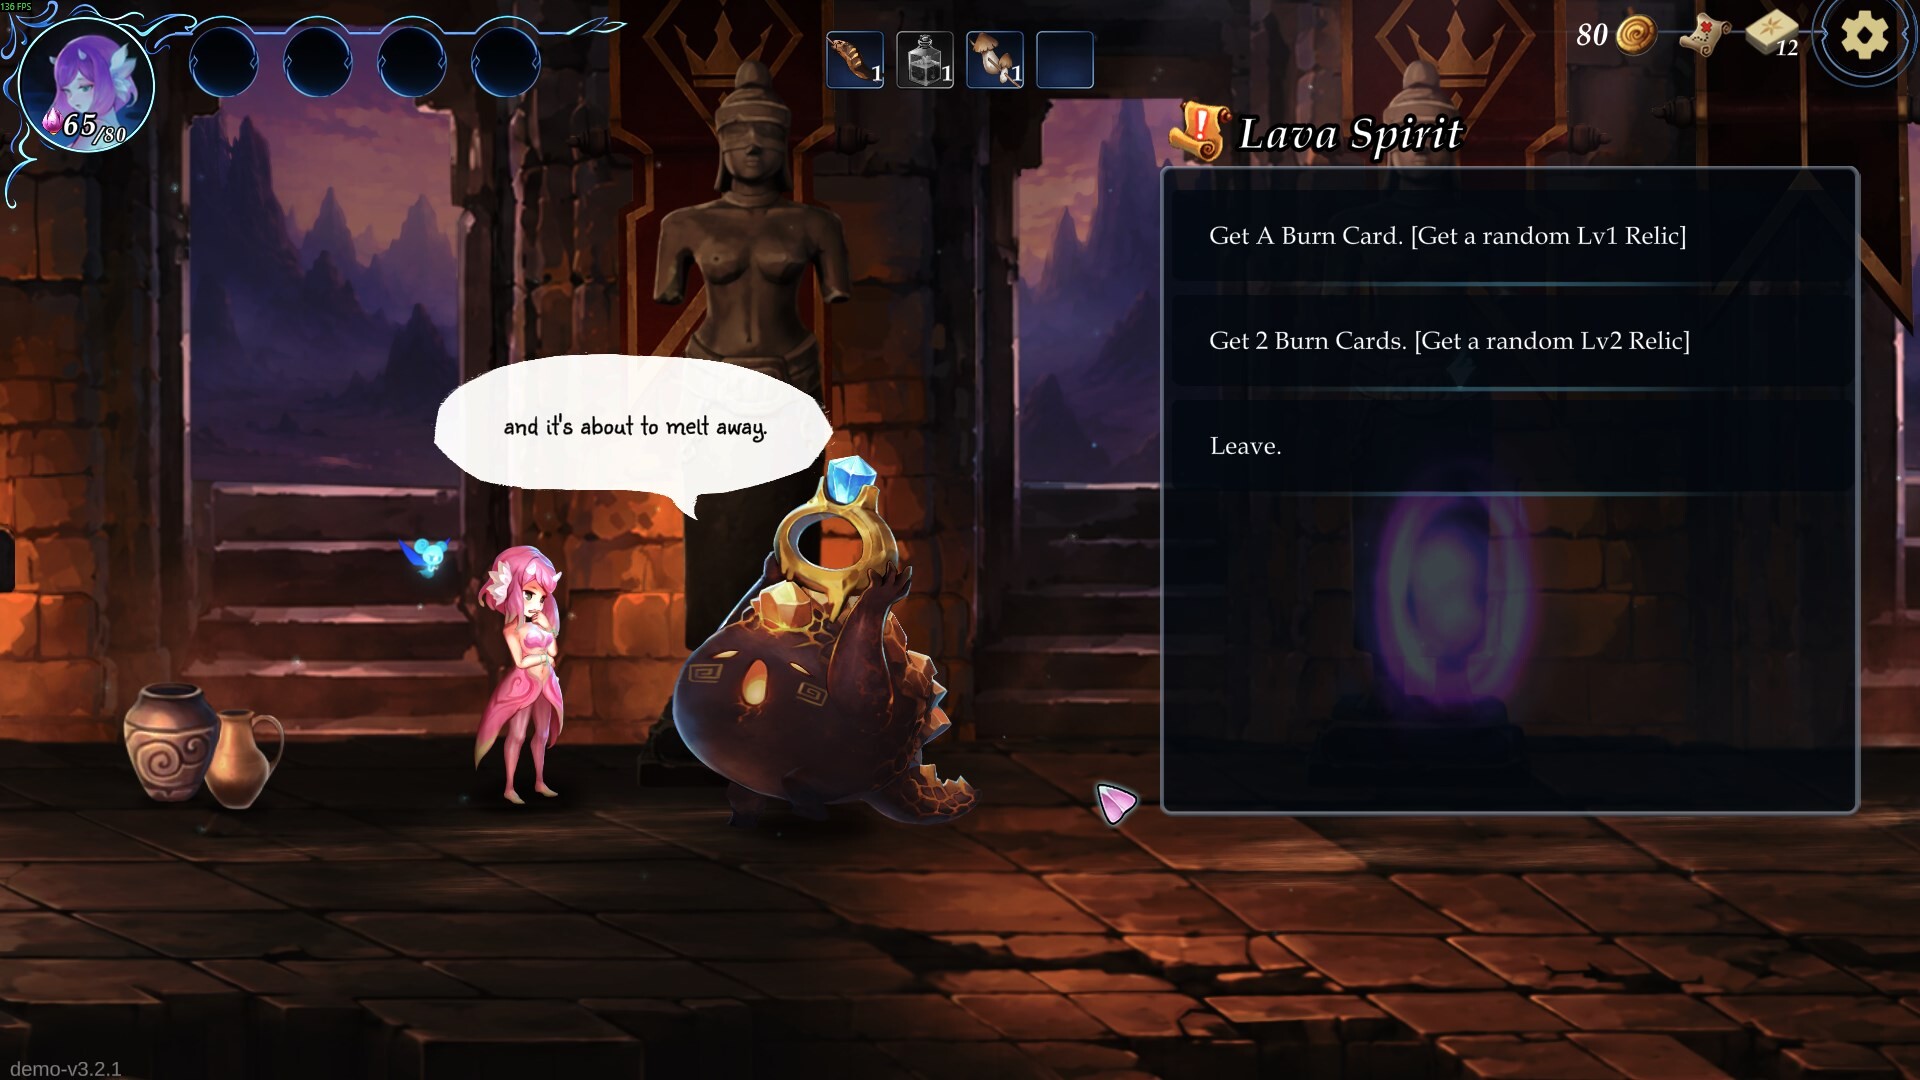 136 FPS
65/80
1
1
1
80
12
Lava Spirit
Get A Burn Card. [Get a random Lv1 Relic]
Get 2 Burn Cards. [Get a random Lv2 Relic]
Leave.
and it's about to melt away.
demo-v3.2.1